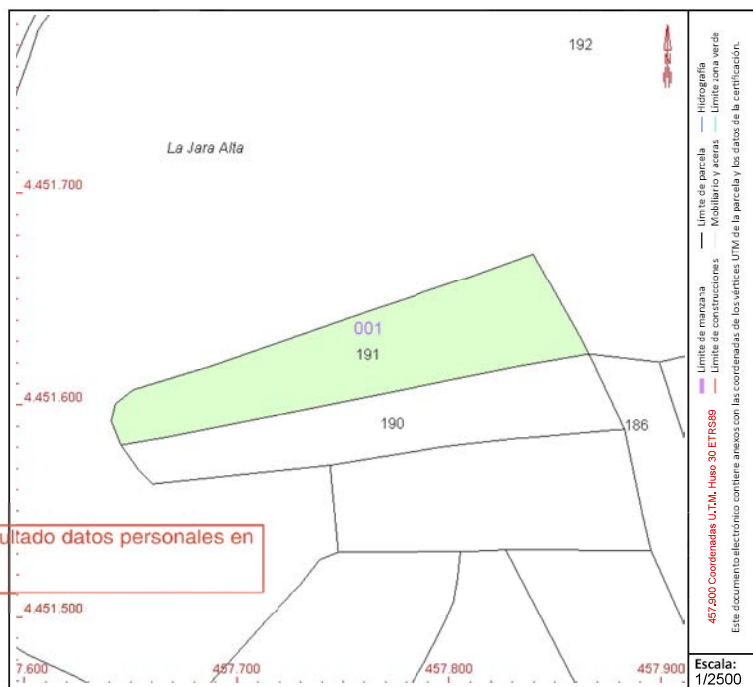 192
La Jara Alta
4.451.700
001
191
4.451.600
190
186
ultado datos personales en
4.451.500
7.600
457.700
457.800
457.900
Límite de manzana
Límite de parcela
Hidrografía
Límite de construcciones
Mobiliario y aceras
Límite zona verde
457.900 Coordenadas U.T.M. Huso 30 ETRS89
Este documento electrónico contiene anexos con las coordenadas de los vértices UTM de la parcela y los datos de la certificación.
Escala:
1/2500